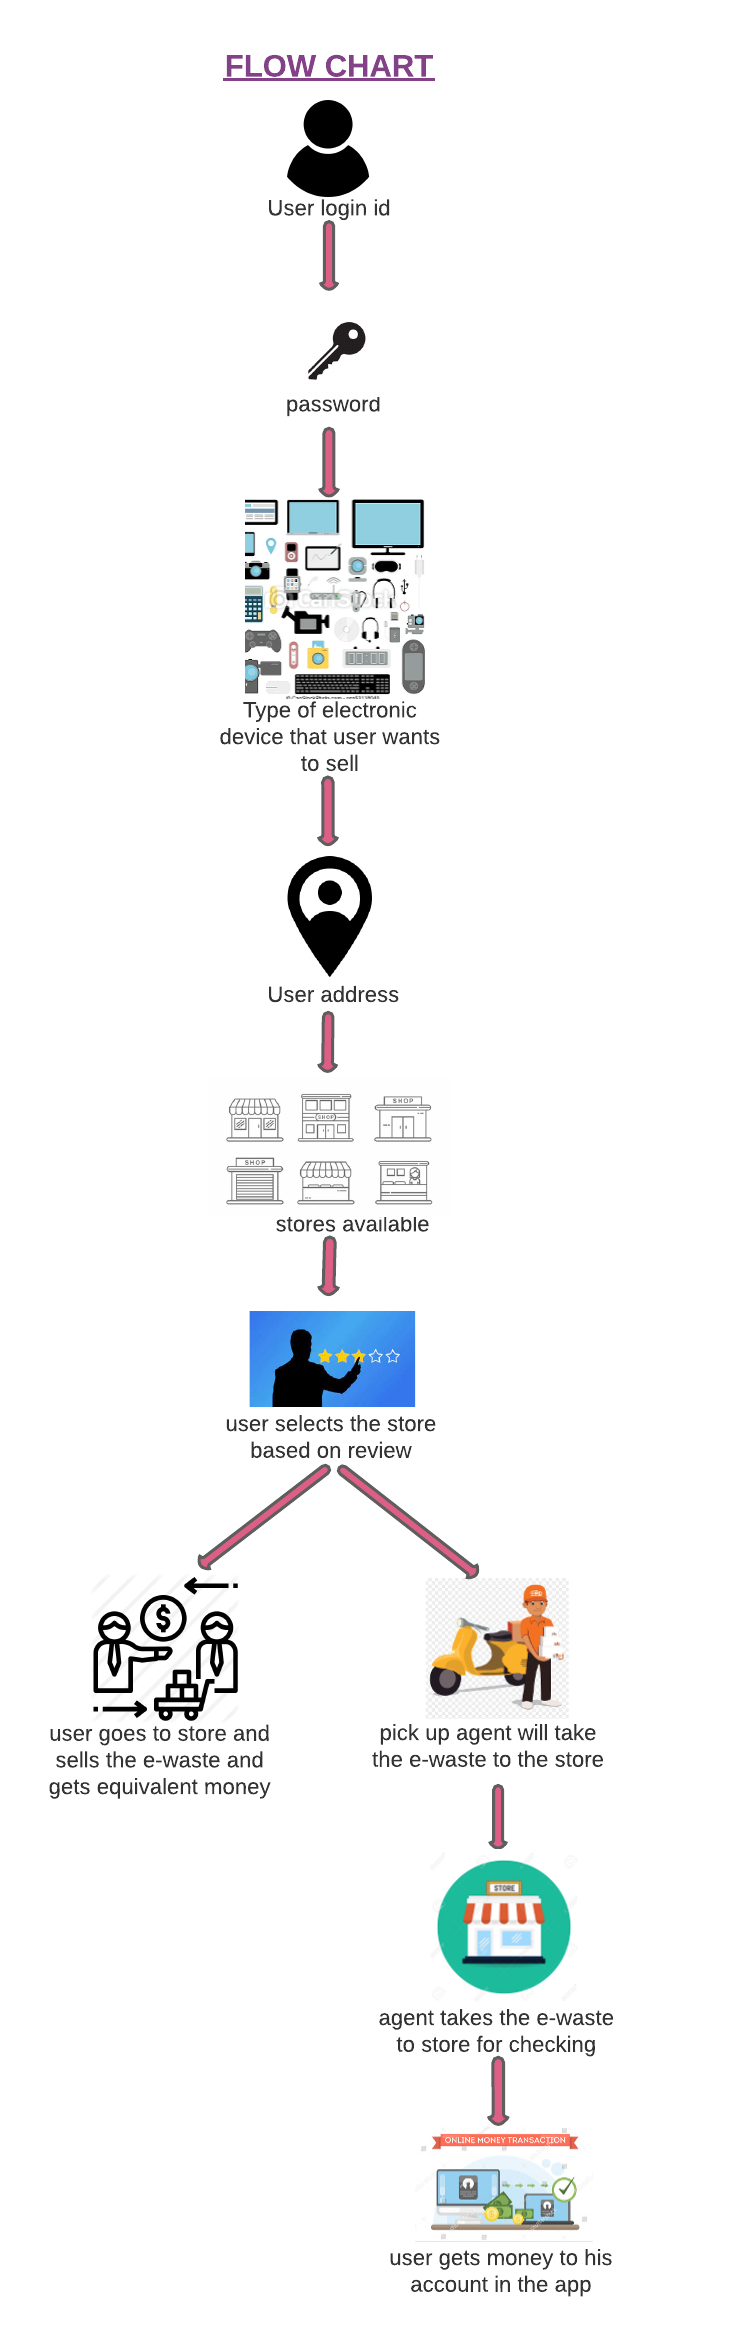 FLOW CHART
User login id
password
Type of electronic
device that user wants
to sell
User address
SHOP
SHOP
SHOP
stores available
user selects the store
based on review
$
user goes to store and
sells the e-waste and
gets equivalent money
pick up agent will take
the e-waste to the store
STORE
agent takes the e-waste
to store for checking
ONLINE MONEY TRANSACTION
user gets money to his
account in the app